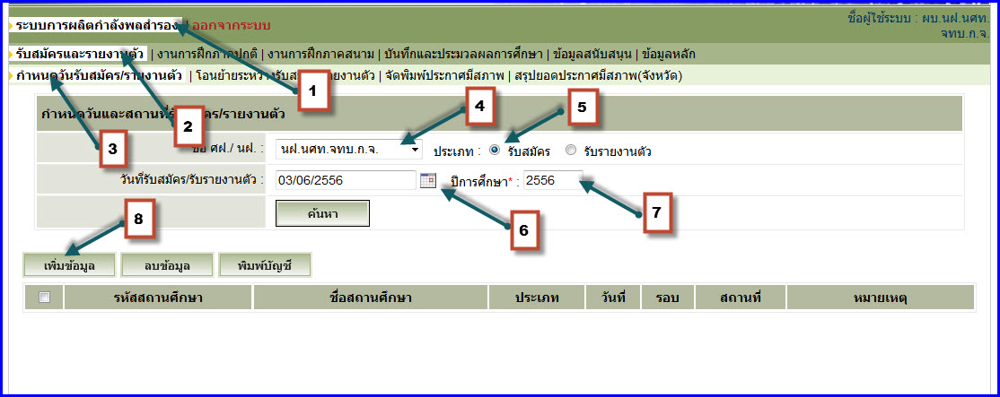 ระบบการผลิตกำลังพลสำรอง | ออกจากระบบ
ชื่อผู้ใช้ระบบ : ผบ.นฝ.นศท.
จทบ.ก.จ.
รับสมัครและรายงานตัว | งานการฝึกภาคปกติ | งานการฝึกภาคสนาม | บันทึกและประมวลผลการศึกษา | ข้อมูลสนับสนุน | ข้อมูลหลัก
กำหนดวันรับสมัคร/รายงานตัว | โอนย้ายระหว่างรับสมัคร/รายงานตัว | จัดพิมพ์ประกาศมีสภาพ | สรุปยอดประกาศมีสภาพ(จังหวัด)
1
2
3
4
5
กำหนดวันและสถานที่รับสมัคร/รายงานตัว
ชื่อ ศฝ./ นฝ. : นฝ.นศท.จทบ.ก.จ. ประเภท : รับสมัคร รับรายงานตัว
วันที่รับสมัคร/รับรายงานตัว : 03/06/2556 ปีการศึกษา* : 2556
6
7
8
ค้นหา
เพิ่มข้อมูล ลบข้อมูล พิมพ์บัญชี
รหัสสถานศึกษา ชื่อสถานศึกษา ประเภท วันที่ รอบ สถานที่ หมายเหตุ